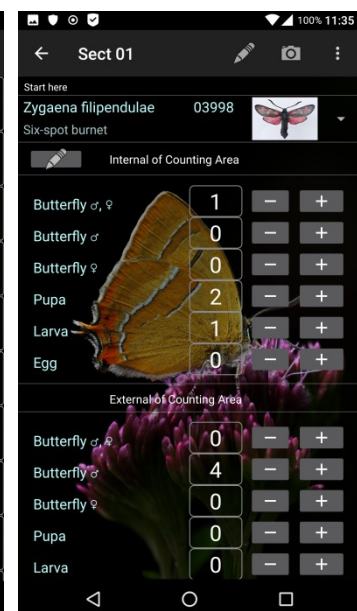 100% 11:35
Sect 01
Start here
Zygaena filipendulae 03998
Six-spot burnet
Internal of Counting Area
Butterfly ♂, ♀ 1 − +
Butterfly ♂ 0 − +
Butterfly ♀ 0 − +
Pupa 2 − +
Larva 1 − +
Egg 0 − +
External of Counting Area
Butterfly ♂, ♀ 0 − +
Butterfly ♂ 4 − +
Butterfly ♀ 0 − +
Pupa 0 − +
Larva 0 − +